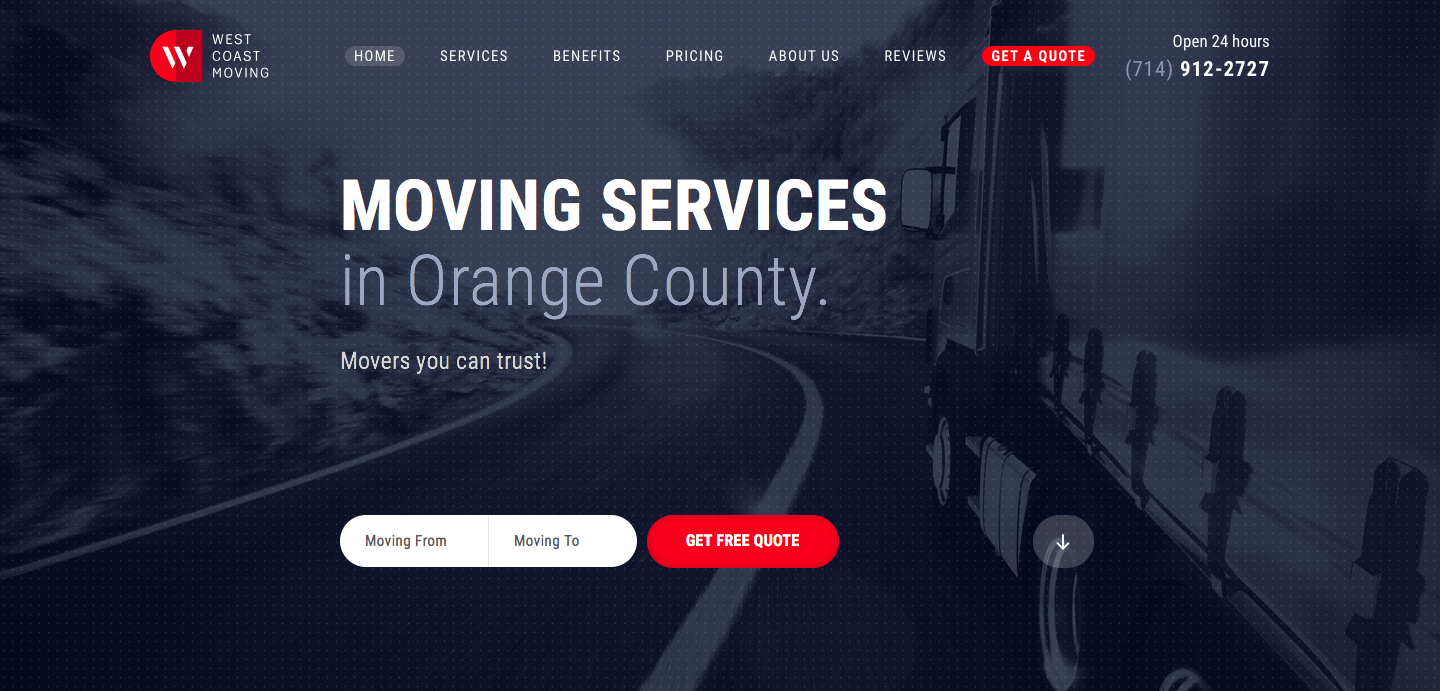 WEST
COAST
MOVING
HOME
SERVICES
BENEFITS
PRICING
ABOUT US
REVIEWS
GET A QUOTE
Open 24 hours
(714) 912-2727
MOVING SERVICES
in Orange County.
Movers you can trust!
Moving From
Moving To
GET FREE QUOTE